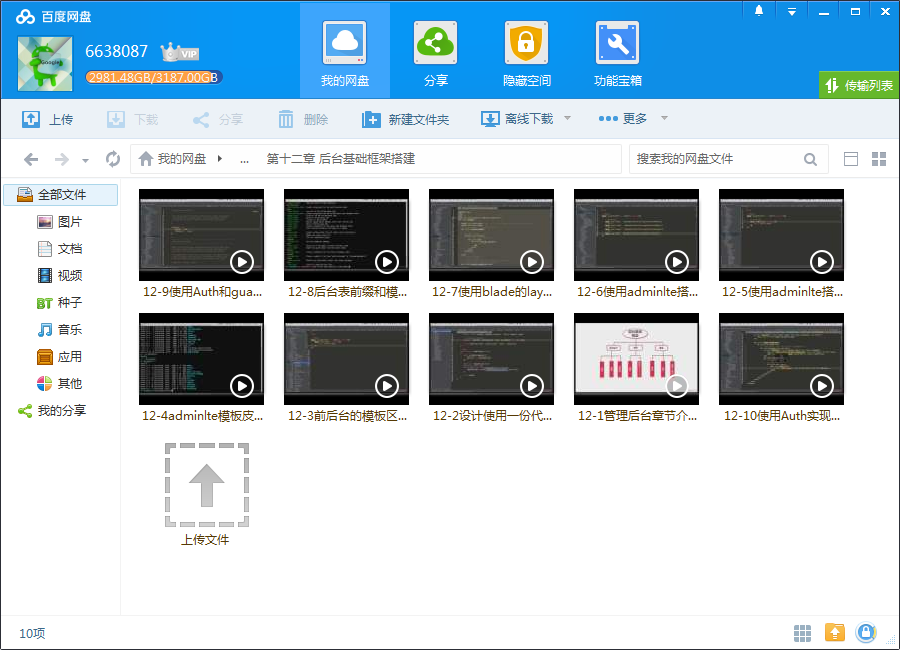 百度网盘
6638087 VIP
2981.48GB/3187.00GB
我的网盘 分享 隐藏空间 功能宝箱
传输列表
上传 下载 分享 删除 新建文件夹 离线下载 更多
我的网盘 ... 第十二章 后台基础框架搭建 搜索我的网盘文件
全部文件
图片
文档
视频
BT 种子
音乐
应用
其他
我的分享
12-9使用Auth和gua... 12-8后台表前缀和模... 12-7使用blade的lay... 12-6使用adminlte搭... 12-5使用adminlte搭...
12-4adminlte模板皮... 12-3前后台的模板区... 12-2设计使用一份代... 12-1管理后台章节介... 12-10使用Auth实现...
上传文件
10项